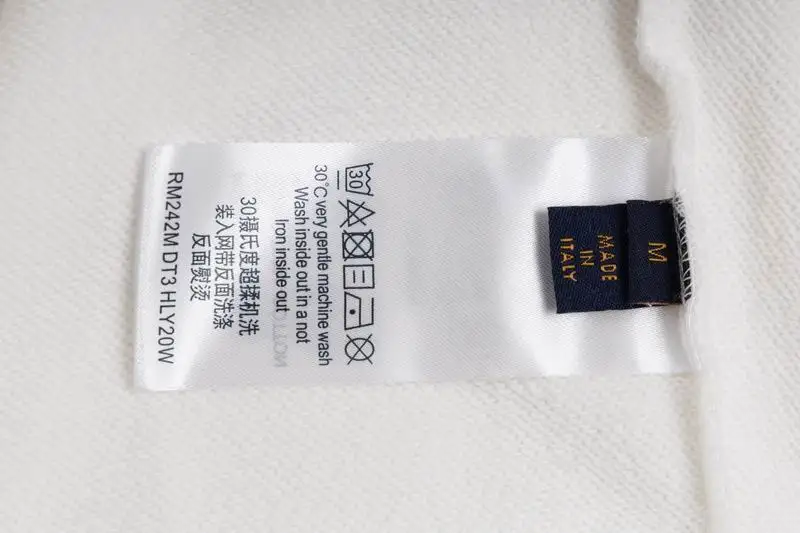 30
30°C very gentle machine wash
Wash inside out in a not
Iron inside out
30摄氏度超揉机洗
装入网带反面洗涤
反面熨烫
RM242M DT3 HLY20W
M
MADE
IN
ITALY